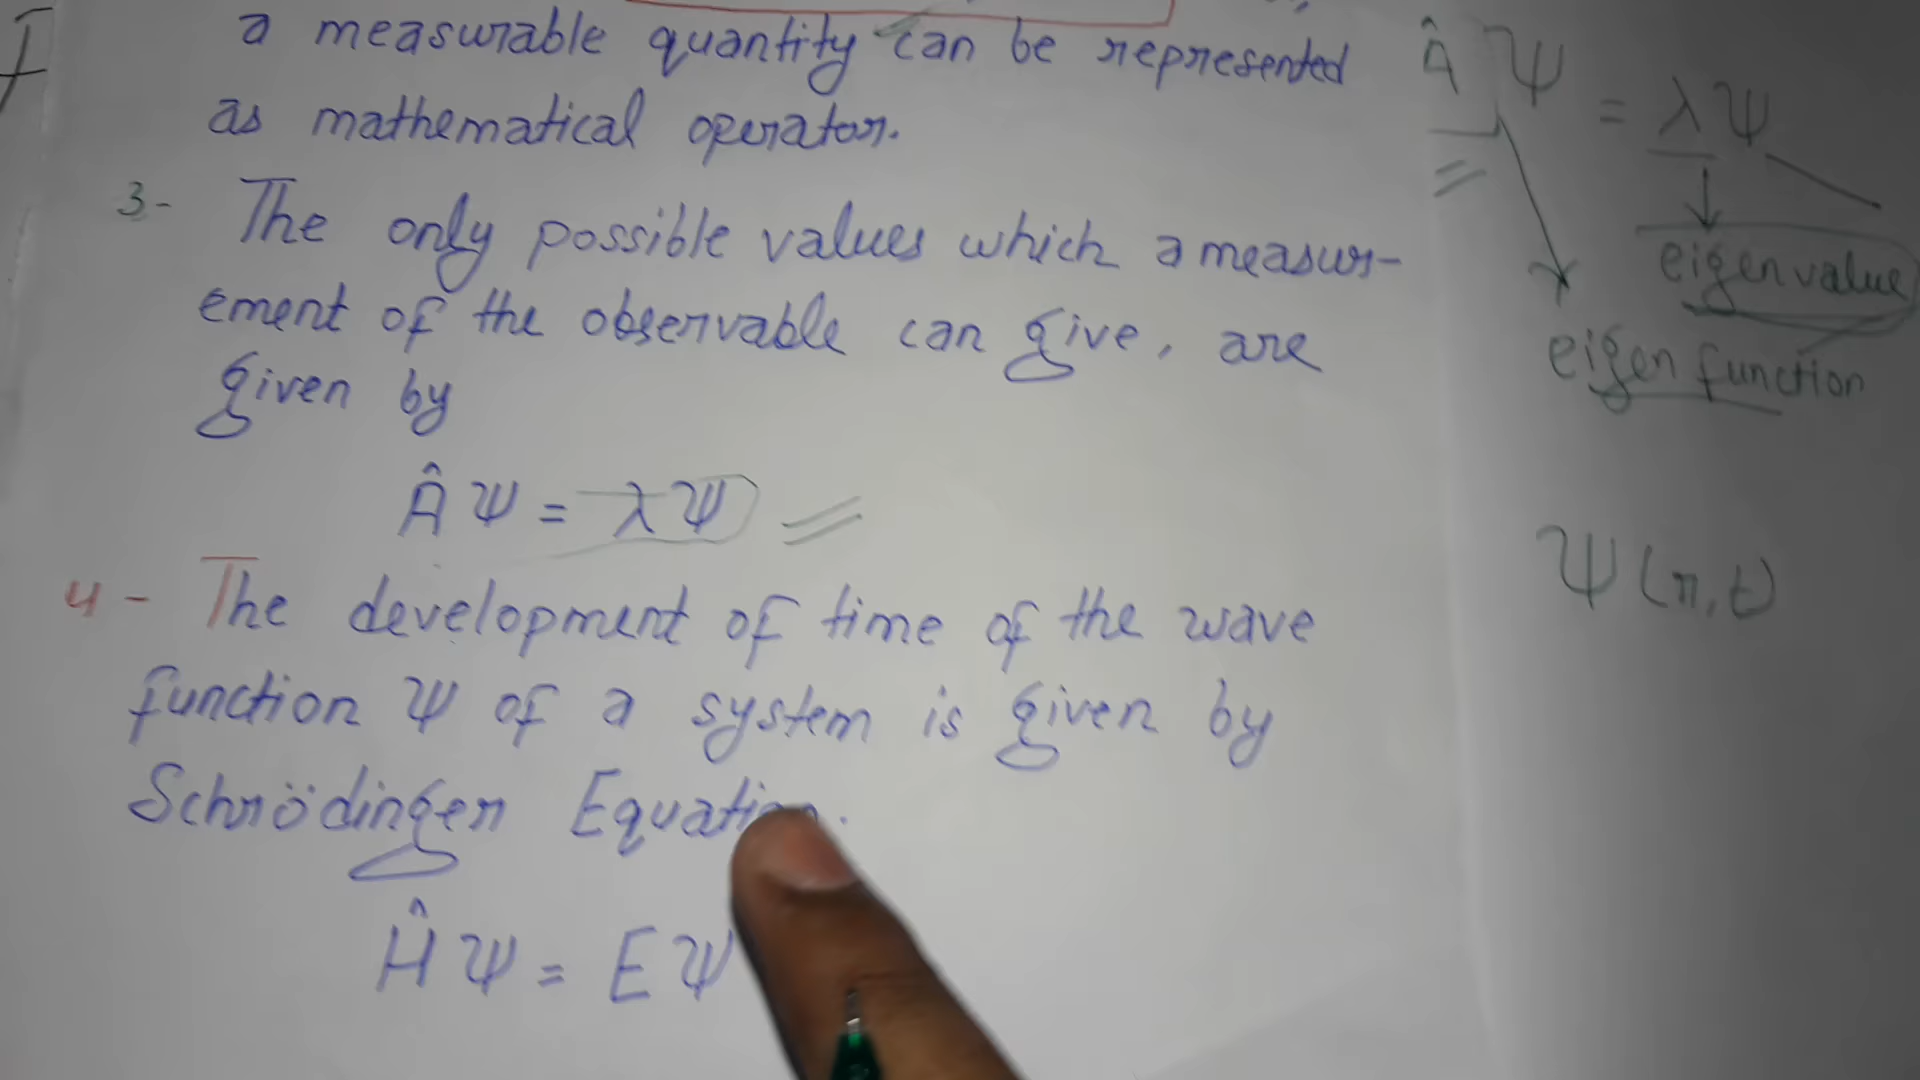 a measurable quantity can be represented
as mathematical operator.
3- The only possible values which a measur-
ement of the observable can give, are
given by
Â Ψ = λ Ψ
4- The development of time of the wave
function Ψ of a system is given by
Schrödinger Equation.
Ĥ Ψ = E Ψ
Â Ψ = λ Ψ
eigen value
eigen function
Ψ (r, t)